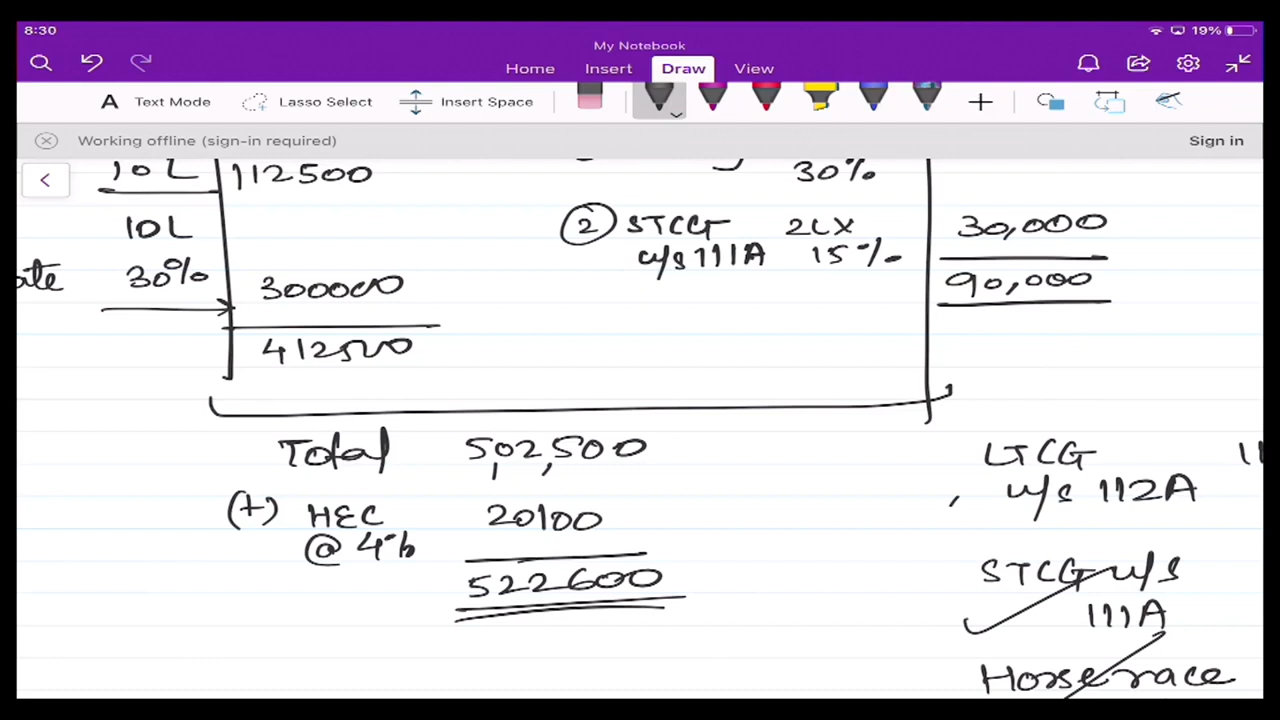 8:30
19%
My Notebook
Home Insert Draw View
A Text Mode Lasso Select Insert Space
Working offline (sign-in required) Sign in
10L 112500
30%
10L
② STCG 2LX 30,000
u/s 111A 15%
ate 30% 300000
90,000
412500
Total 502,500
LTCG
(+) HEC 20100
u/s 112A
@ 4%
522600
STCG u/s
111A
Horse race